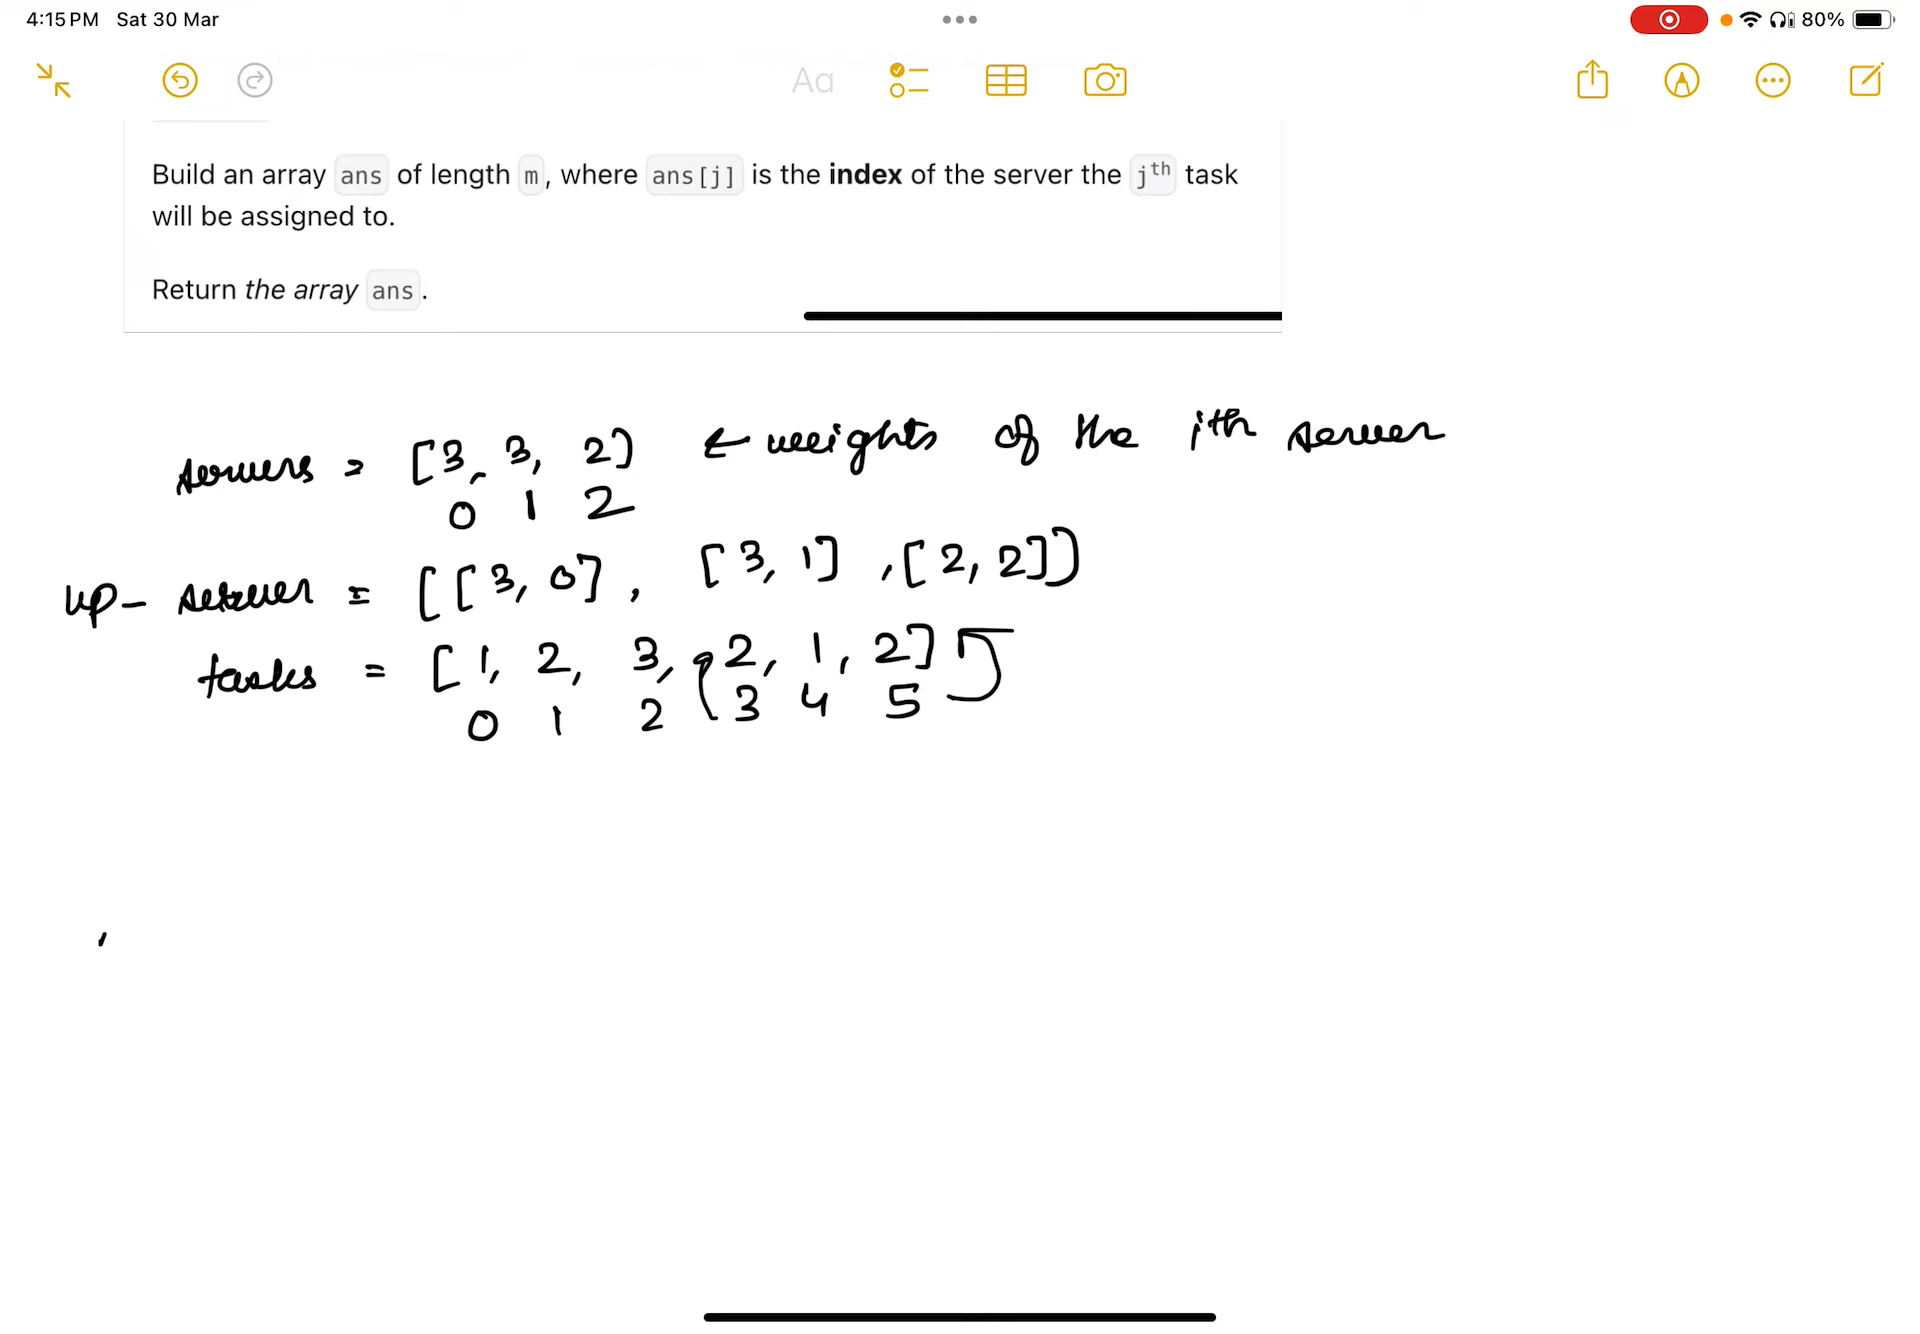 4:15 PM Sat 30 Mar
80%
Aa
Build an array ans of length m, where ans[j] is the index of the server the jth task
will be assigned to.
Return the array ans.
servers = [3, 3, 2] ← weights of the ith server
0 1 2
up-server = [[3, 0], [3, 1], [2, 2]]
tasks = [1, 2, 3, 2, 1, 2]
0 1 2 3 4 5